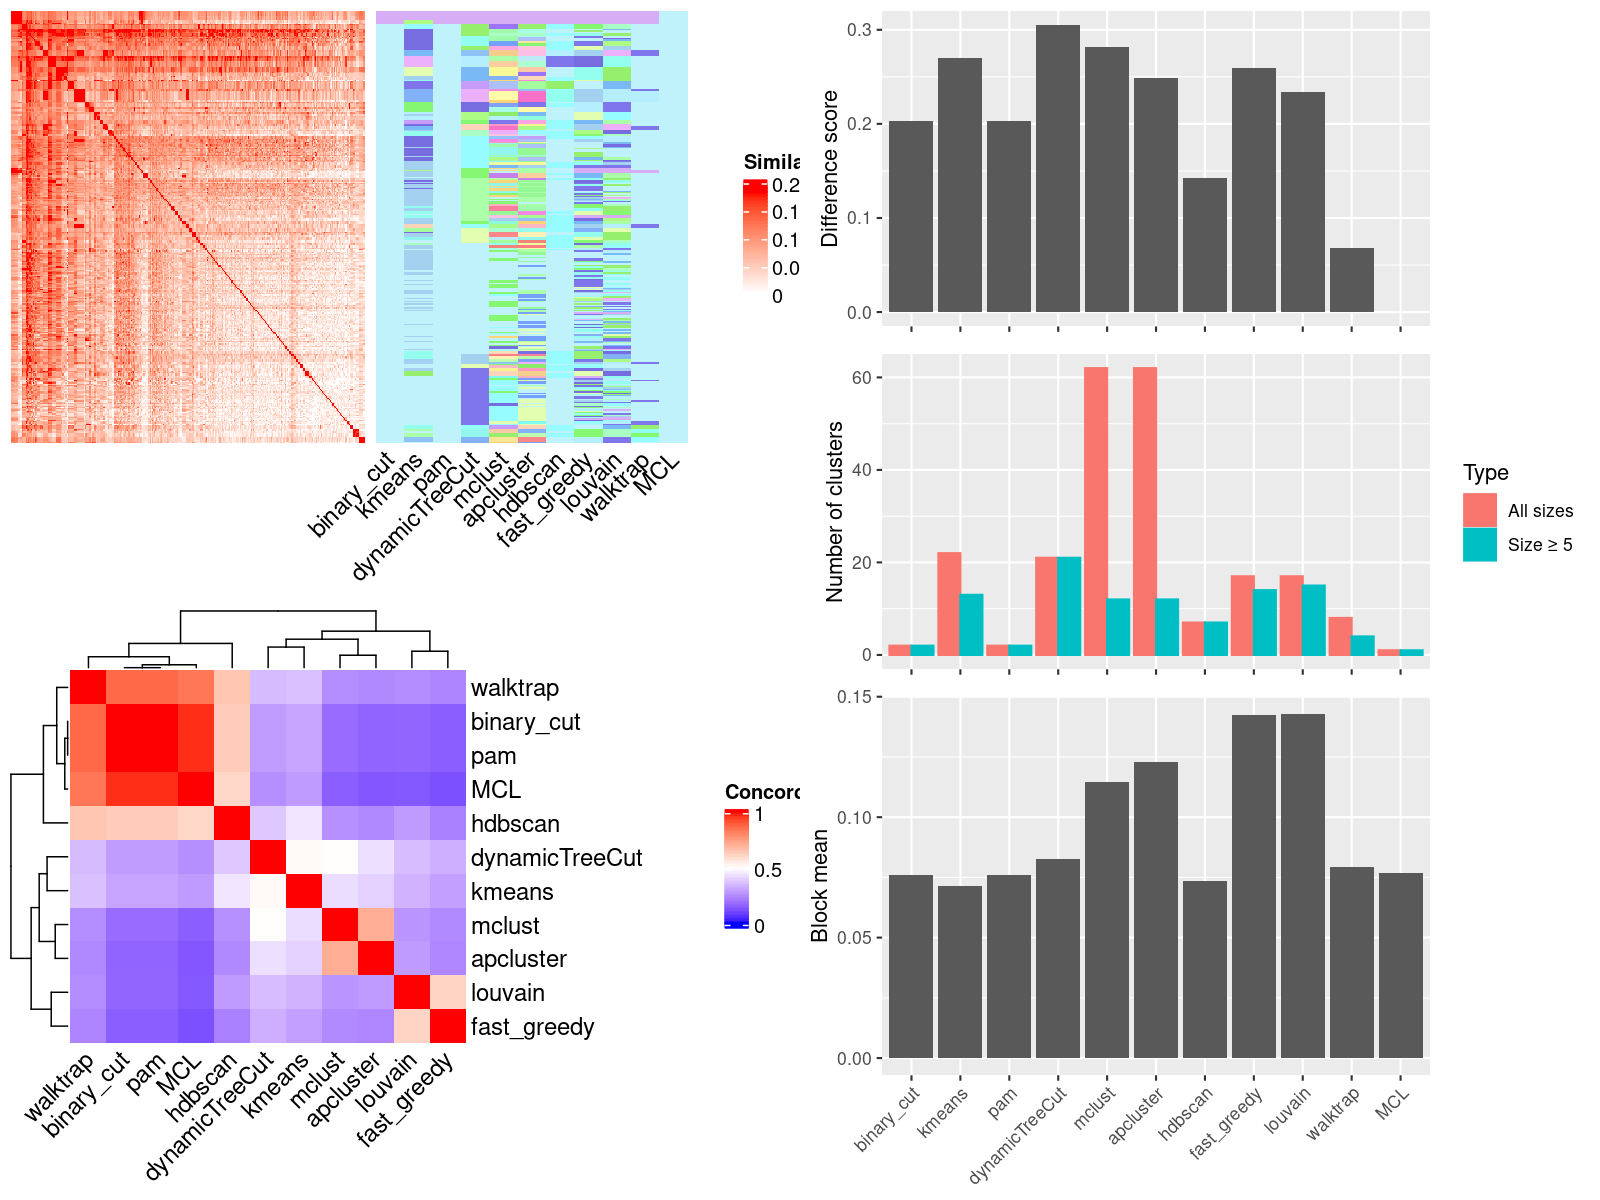 Simila
0.2
0.1
0.1
0.0
0
binary_cut
kmeans
pam
dynamicTreeCut
mclust
apcluster
hdbscan
fast_greedy
louvain
walktrap
MCL
walktrap
binary_cut
pam
MCL
hdbscan
dynamicTreeCut
kmeans
mclust
apcluster
louvain
fast_greedy
walktrap
binary_cut
pam
MCL
hdbscan
dynamicTreeCut
kmeans
mclust
apcluster
louvain
fast_greedy
Concord
1
0.5
0
Difference score
0.3
0.2
0.1
0.0
Number of clusters
60
40
20
0
Type
All sizes
Size ≥ 5
Block mean
0.15
0.10
0.05
0.00
binary_cut
kmeans
pam
dynamicTreeCut
mclust
apcluster
hdbscan
fast_greedy
louvain
walktrap
MCL